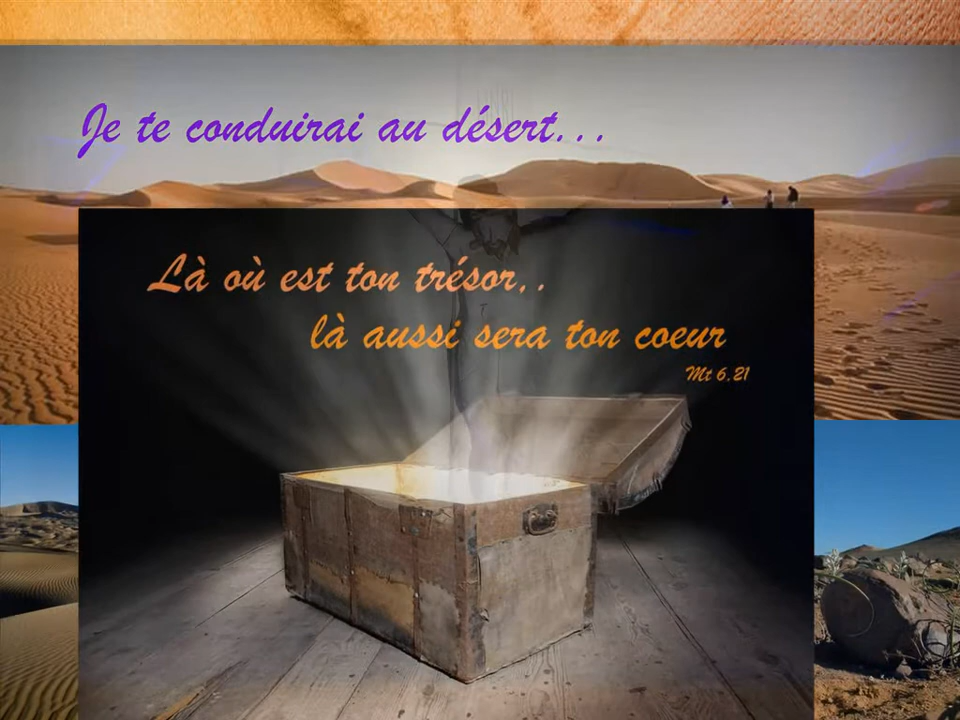 Je te conduirai au désert...
Là où est ton trésor,.
là aussi sera ton coeur
Mt 6,21